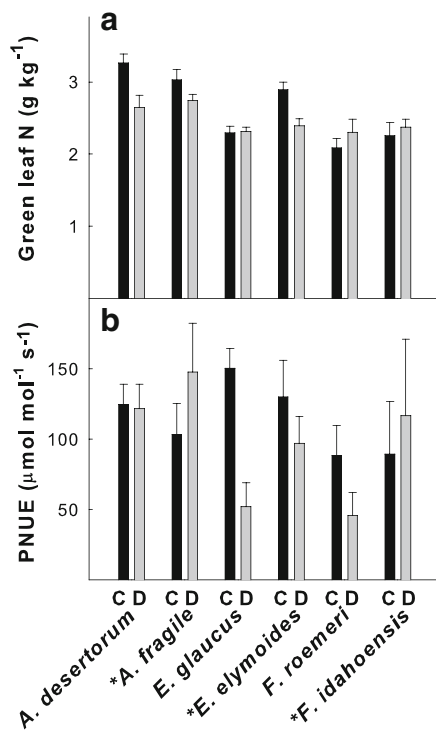 a
Green leaf N (g kg⁻¹)
3
2
1
b
PNUE (µmol mol⁻¹ s⁻¹)
150
100
50
C D C D C D C D C D C D
A. desertorum
*A. fragile
E. glaucus
*E. elymoides
F. roemeri
*F. idahoensis